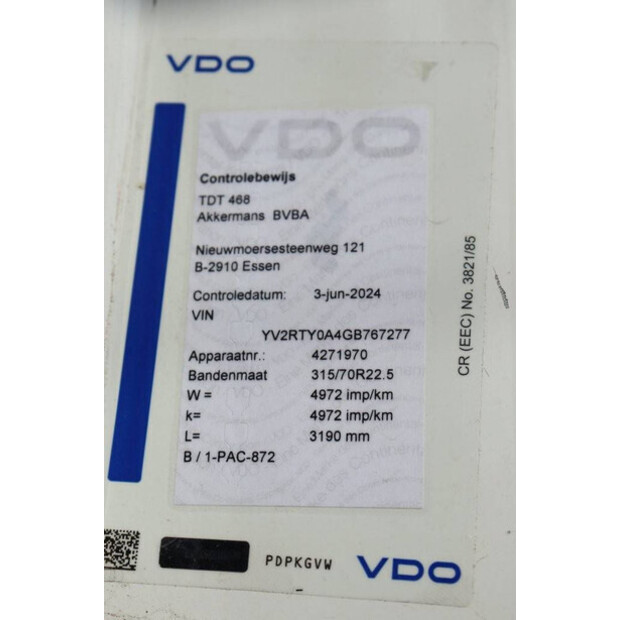 VDO
VDO
Controlebewijs
TDT 468
Akkermans BVBA
Nieuwmoersesteenweg 121
B-2910 Essen
Controledatum: 3-jun-2024
VIN
YV2RTY0A4GB767277
Apparaatnr.: 4271970
Bandenmaat 315/70R22.5
W = 4972 imp/km
k= 4972 imp/km
L= 3190 mm
B / 1-PAC-872
CR (EEC) No. 3821/85
PDPKGVW
VDO